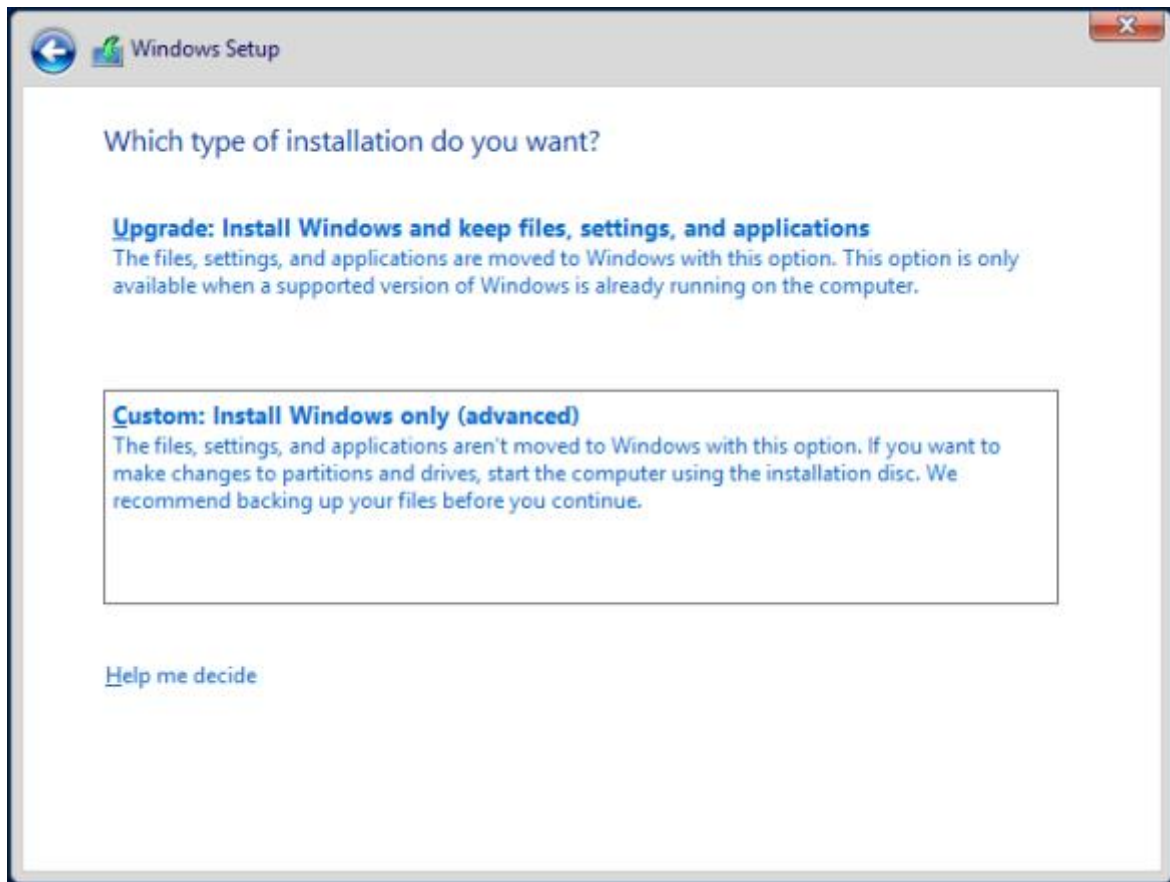 Windows Setup
Which type of installation do you want?
Upgrade: Install Windows and keep files, settings, and applications
The files, settings, and applications are moved to Windows with this option. This option is only
available when a supported version of Windows is already running on the computer.
Custom: Install Windows only (advanced)
The files, settings, and applications aren't moved to Windows with this option. If you want to
make changes to partitions and drives, start the computer using the installation disc. We
recommend backing up your files before you continue.
Help me decide